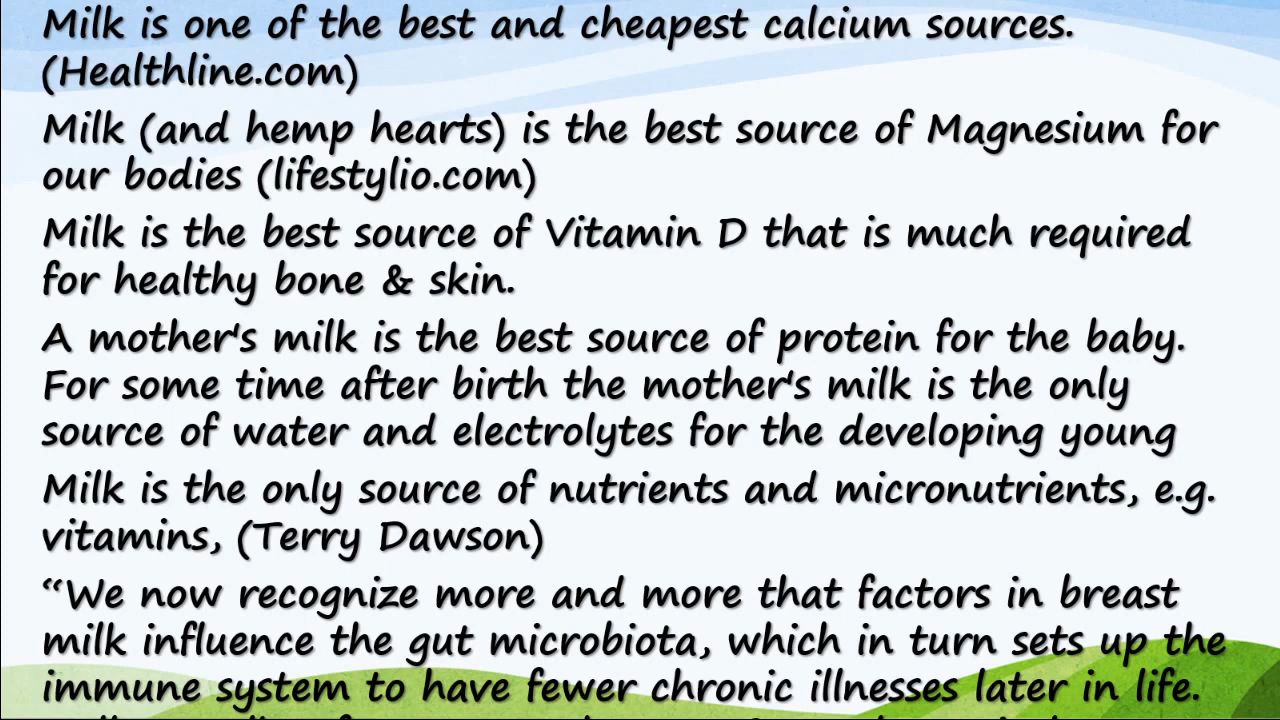 Milk is one of the best and cheapest calcium sources.
(Healthline.com)
Milk (and hemp hearts) is the best source of Magnesium for
our bodies (lifestylio.com)
Milk is the best source of Vitamin D that is much required
for healthy bone & skin.
A mother's milk is the best source of protein for the baby.
For some time after birth the mother's milk is the only
source of water and electrolytes for the developing young
Milk is the only source of nutrients and micronutrients, e.g.
vitamins, (Terry Dawson)
“We now recognize more and more that factors in breast
milk influence the gut microbiota, which in turn sets up the
immune system to have fewer chronic illnesses later in life.